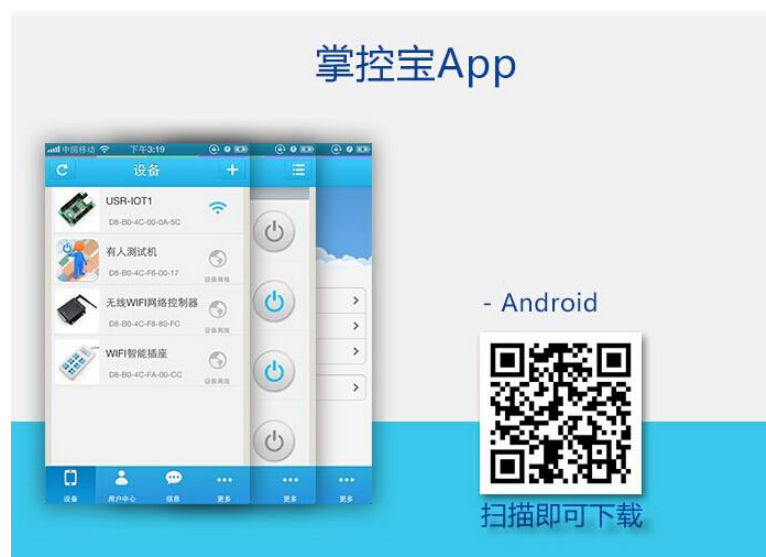 掌控宝App
中国移动 下午3:19
设备
USR-IOT1
D8-B0-4C-00-0A-5C
有人测试机
D8-B0-4C-F6-00-17
设备离线
无线WIFI网络控制器
D8-B0-4C-F8-80-FC
设备离线
WIFI智能插座
D8-B0-4C-FA-00-CC
设备离线
设备 用户中心 信息 更多 更多 更多
- Android
扫描即可下载